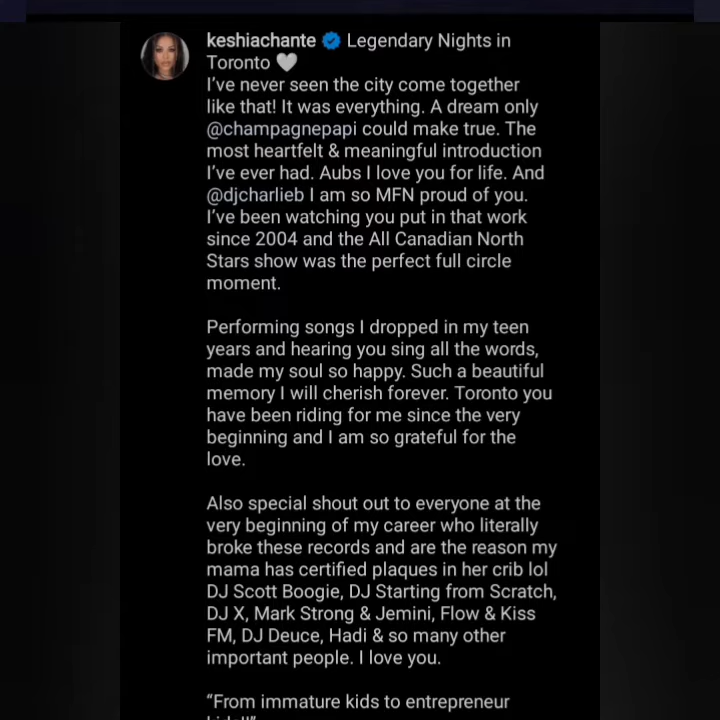 keshiachante Legendary Nights in
Toronto 🤍
I've never seen the city come together
like that! It was everything. A dream only
@champagnepapi could make true. The
most heartfelt & meaningful introduction
I've ever had. Aubs I love you for life. And
@djcharlieb I am so MFN proud of you.
I've been watching you put in that work
since 2004 and the All Canadian North
Stars show was the perfect full circle
moment.
Performing songs I dropped in my teen
years and hearing you sing all the words,
made my soul so happy. Such a beautiful
memory I will cherish forever. Toronto you
have been riding for me since the very
beginning and I am so grateful for the
love.
Also special shout out to everyone at the
very beginning of my career who literally
broke these records and are the reason my
mama has certified plaques in her crib lol
DJ Scott Boogie, DJ Starting from Scratch,
DJ X, Mark Strong & Jemini, Flow & Kiss
FM, DJ Deuce, Hadi & so many other
important people. I love you.
“From immature kids to entrepreneur